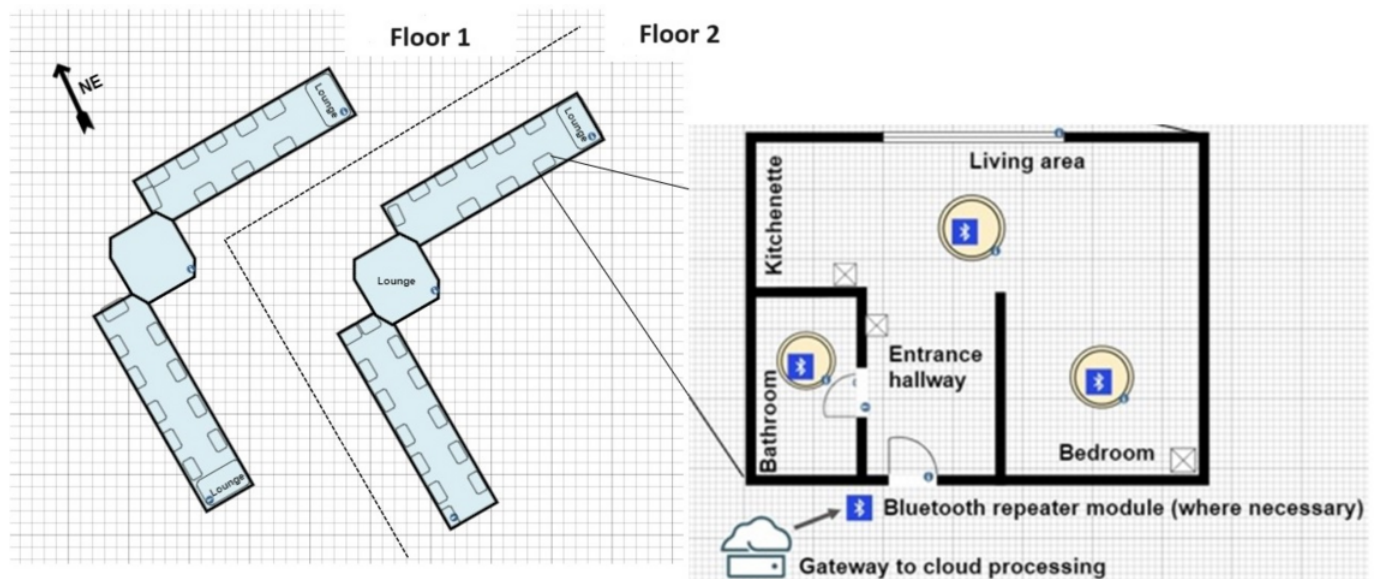 Floor 1
Floor 2
NE
Lounge
Lounge
Lounge
Lounge
Living area
Kitchenette
Entrance
hallway
Bathroom
Bedroom
Bluetooth repeater module (where necessary)
Gateway to cloud processing